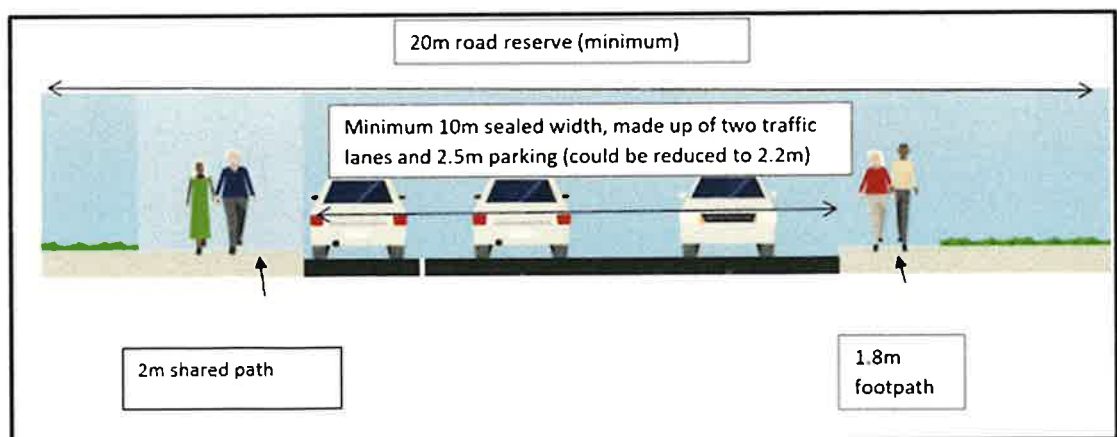 20m road reserve (minimum)
Minimum 10m sealed width, made up of two traffic
lanes and 2.5m parking (could be reduced to 2.2m)
2m shared path
1.8m
footpath